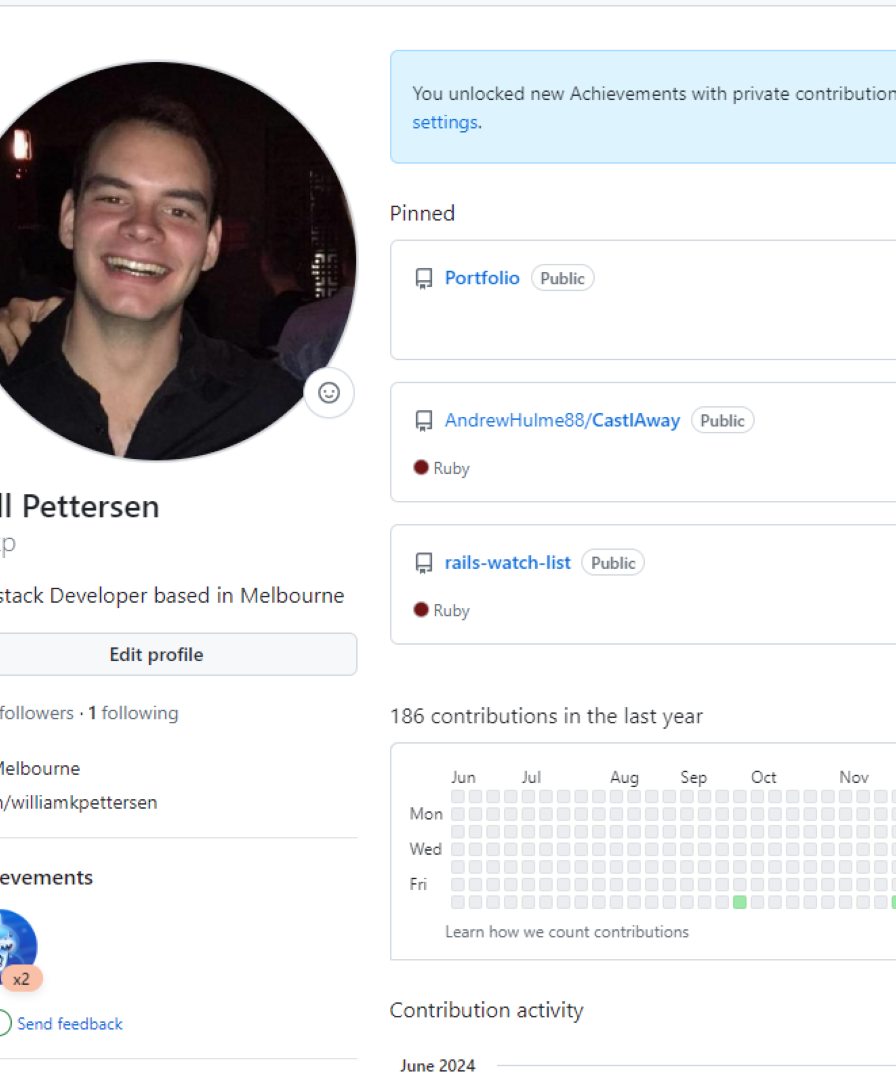 You unlocked new Achievements with private contribution
settings.
Pinned
Portfolio Public
AndrewHulme88/CastlAway Public
Ruby
rails-watch-list Public
Ruby
ll Pettersen
p
stack Developer based in Melbourne
Edit profile
followers · 1 following
Melbourne
n/williamkpettersen
evements
x2
Send feedback
186 contributions in the last year
Jun Jul Aug Sep Oct Nov
Mon
Wed
Fri
Learn how we count contributions
Contribution activity
June 2024